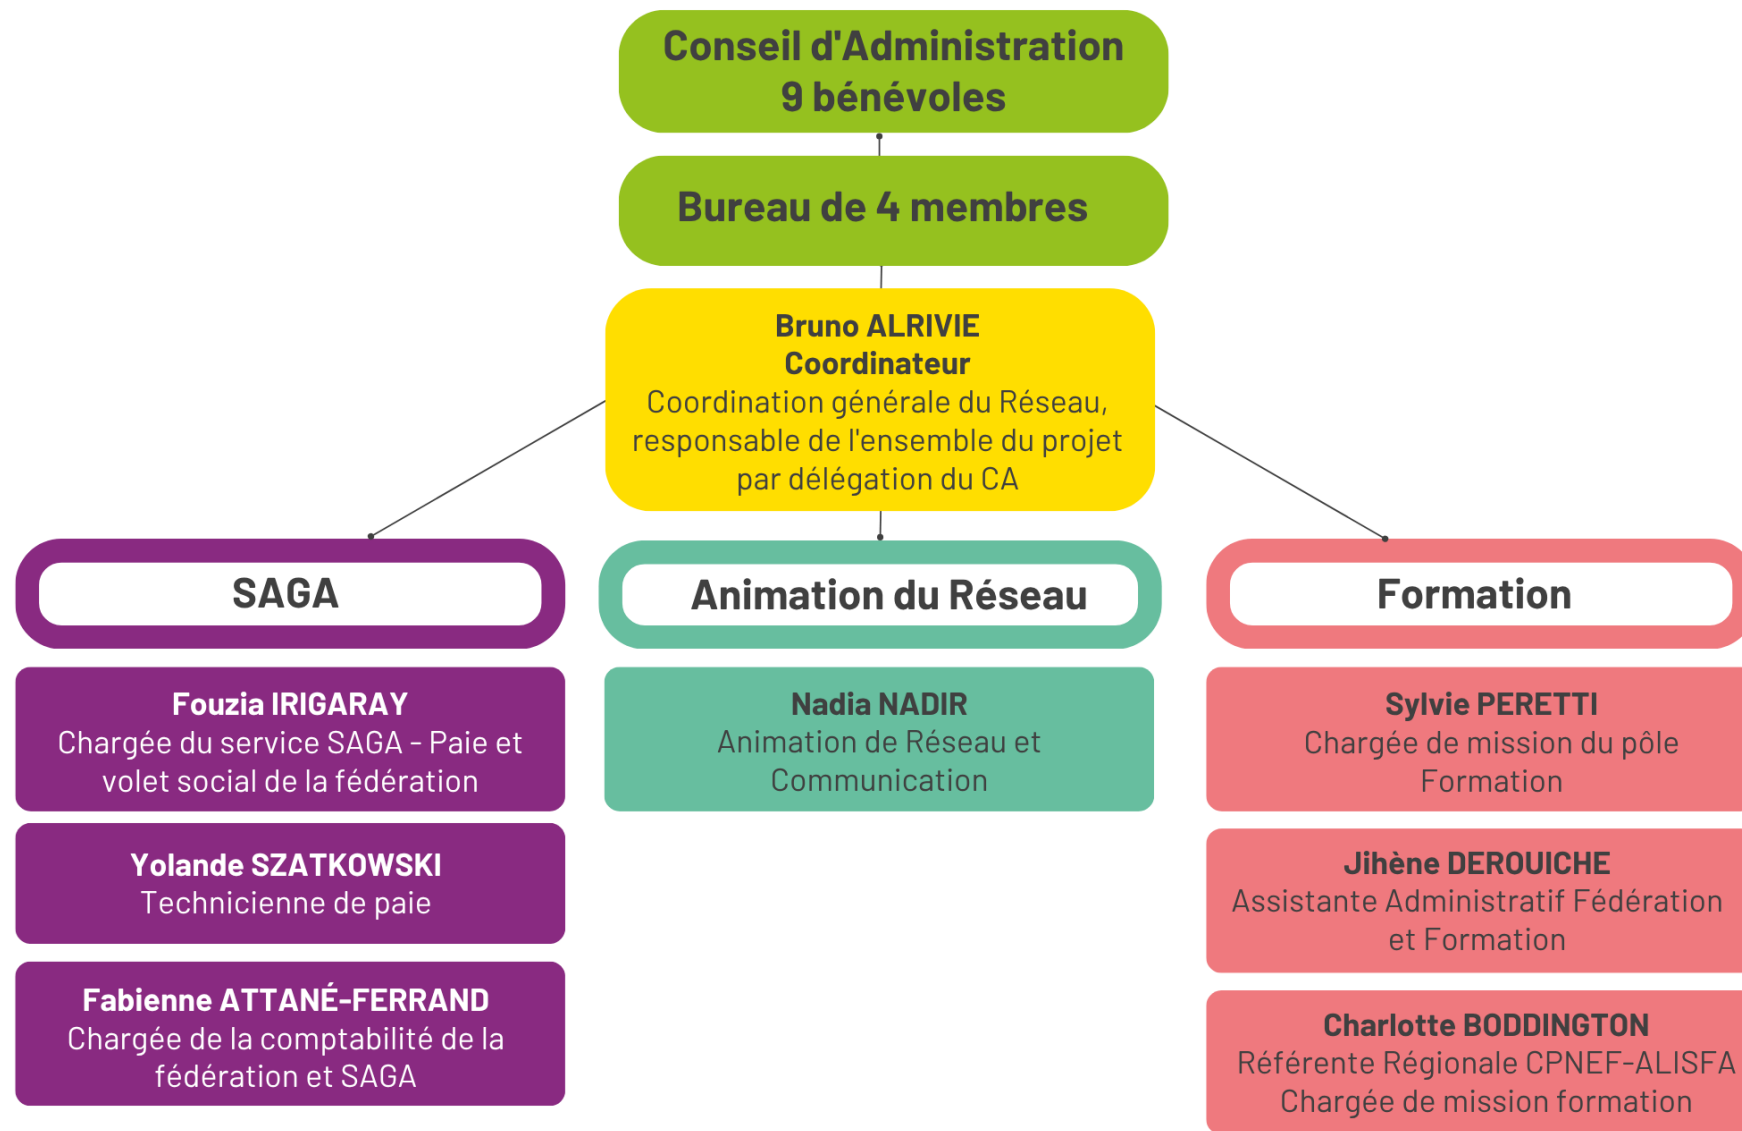 Conseil d'Administration
9 bénévoles
Bureau de 4 membres
Bruno ALRIVIE
Coordinateur
Coordination générale du Réseau,
responsable de l'ensemble du projet
par délégation du CA
SAGA
Fouzia IRIGARAY
Chargée du service SAGA - Paie et
volet social de la fédération
Yolande SZATKOWSKI
Technicienne de paie
Fabienne ATTANÉ-FERRAND
Chargée de la comptabilité de la
fédération et SAGA
Animation du Réseau
Nadia NADIR
Animation de Réseau et
Communication
Formation
Sylvie PERETTI
Chargée de mission du pôle
Formation
Jihène DEROUICHE
Assistante Administratif Fédération
et Formation
Charlotte BODDINGTON
Référente Régionale CPNEF-ALISFA
Chargée de mission formation